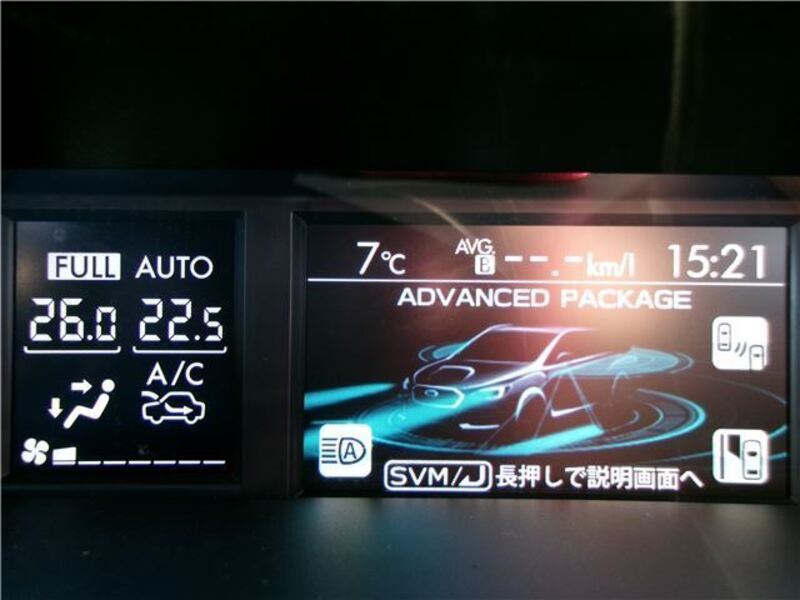 FULL AUTO
26.0 22.5
A/C
7℃ AVG. B --.-km/l 15:21
ADVANCED PACKAGE
A
SVM/ 長押しで説明画面へ